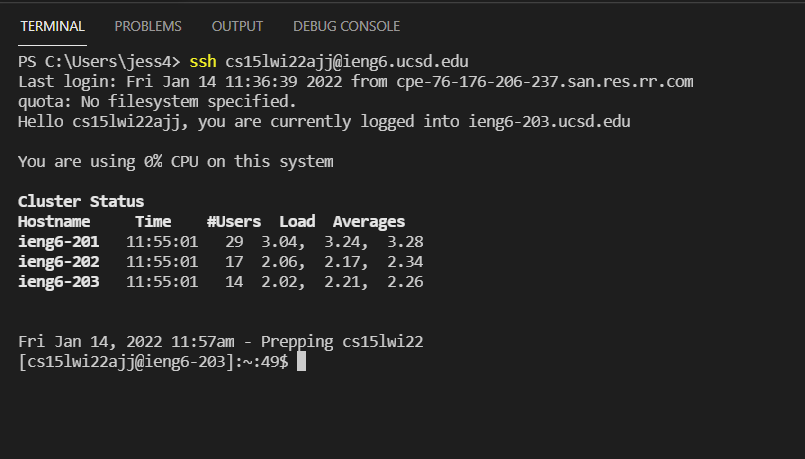 TERMINAL PROBLEMS OUTPUT DEBUG CONSOLE
PS C:\Users\jess4> ssh cs15lwi22ajj@ieng6.ucsd.edu
Last login: Fri Jan 14 11:36:39 2022 from cpe-76-176-206-237.san.res.rr.com
quota: No filesystem specified.
Hello cs15lwi22ajj, you are currently logged into ieng6-203.ucsd.edu
You are using 0% CPU on this system
Cluster Status
Hostname Time #Users Load Averages
ieng6-201 11:55:01 29 3.04, 3.24, 3.28
ieng6-202 11:55:01 17 2.06, 2.17, 2.34
ieng6-203 11:55:01 14 2.02, 2.21, 2.26
Fri Jan 14, 2022 11:57am - Prepping cs15lwi22
[cs15lwi22ajj@ieng6-203]:~:49$